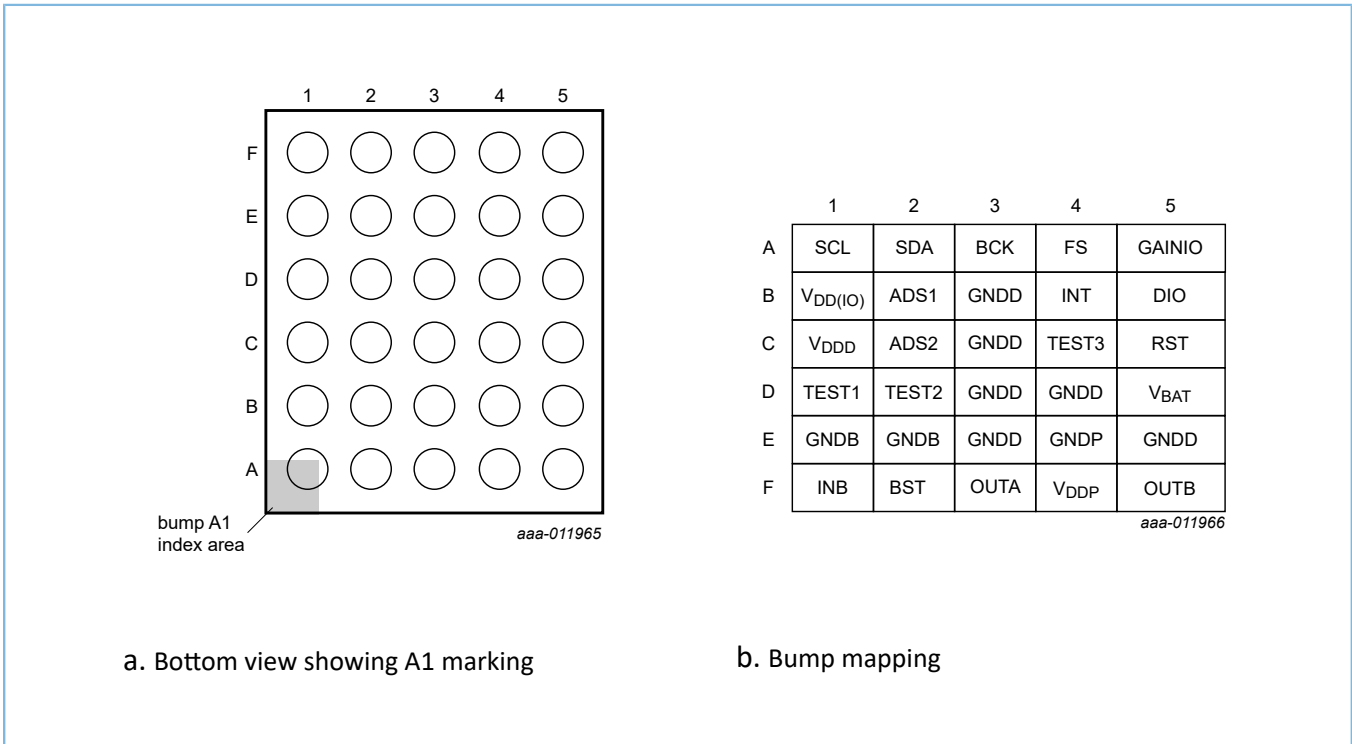 1 2 3 4 5
F
E
D
C
B
A
bump A1
index area
aaa-011965
a. Bottom view showing A1 marking
1 2 3 4 5
A SCL SDA BCK FS GAINIO
B VDD(IO) ADS1 GNDD INT DIO
C VDDD ADS2 GNDD TEST3 RST
D TEST1 TEST2 GNDD GNDD VBAT
E GNDB GNDB GNDD GNDP GNDD
F INB BST OUTA VDDP OUTB
aaa-011966
b. Bump mapping